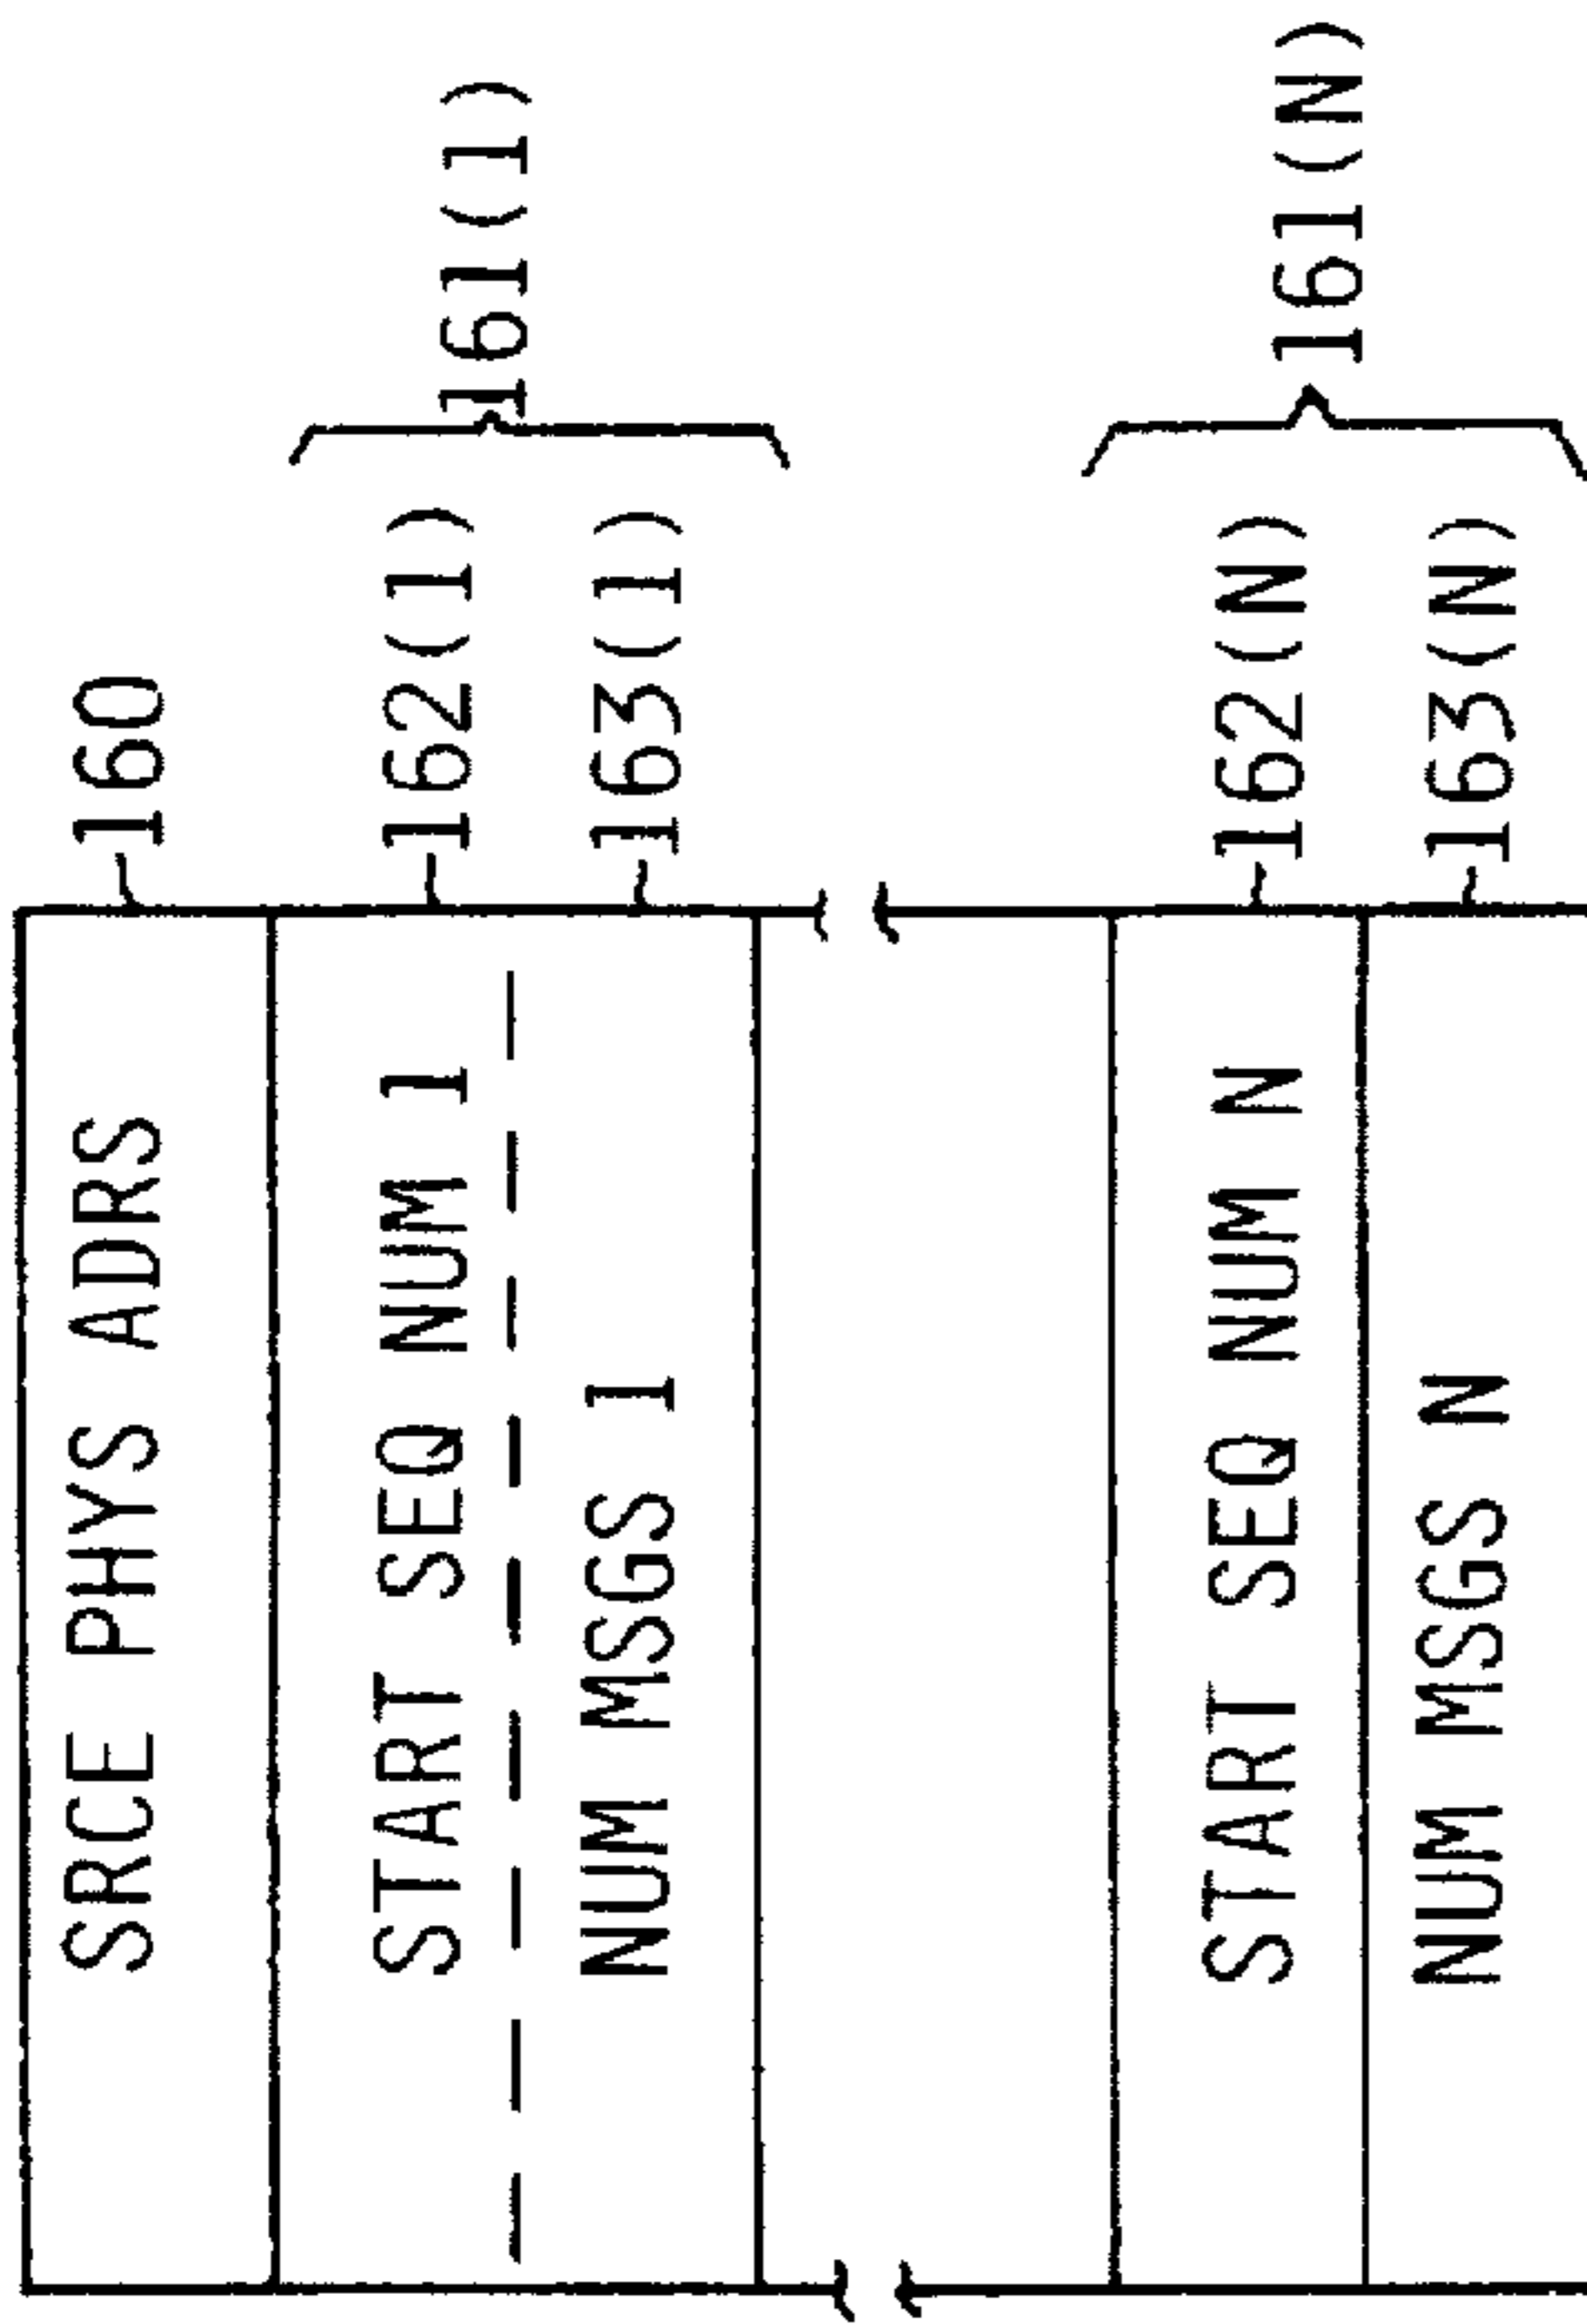 SRCE PHYS ADRS 160
START SEQ NUM 1 162(1)
161(1)
NUM MSGS 1 163(1)
START SEQ NUM N 162(N)
161(N)
NUM MSGS N 163(N)